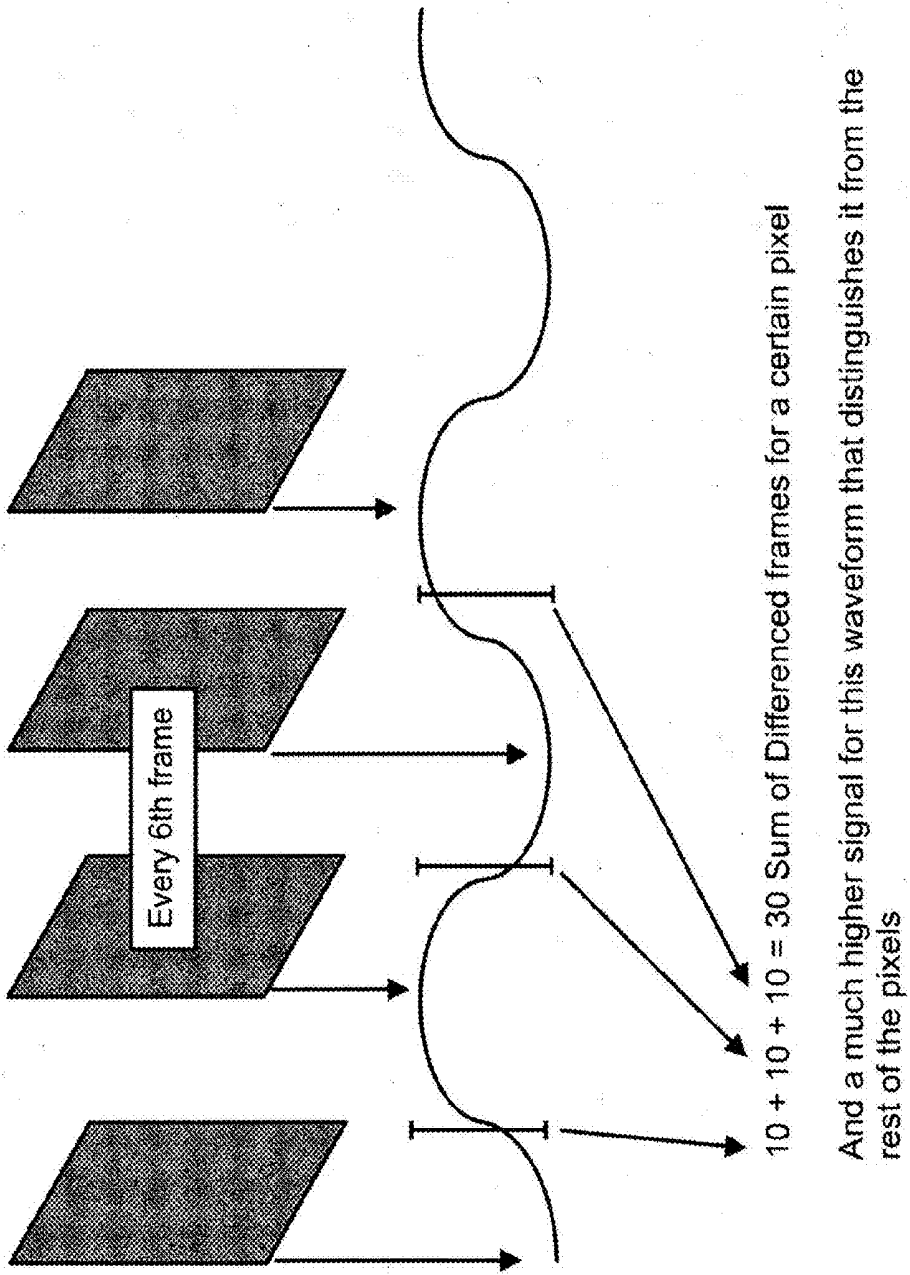 Every 6th frame
10 + 10 + 10 = 30 Sum of Differenced frames for a certain pixel
And a much higher signal for this waveform that distinguishes it from the
rest of the pixels